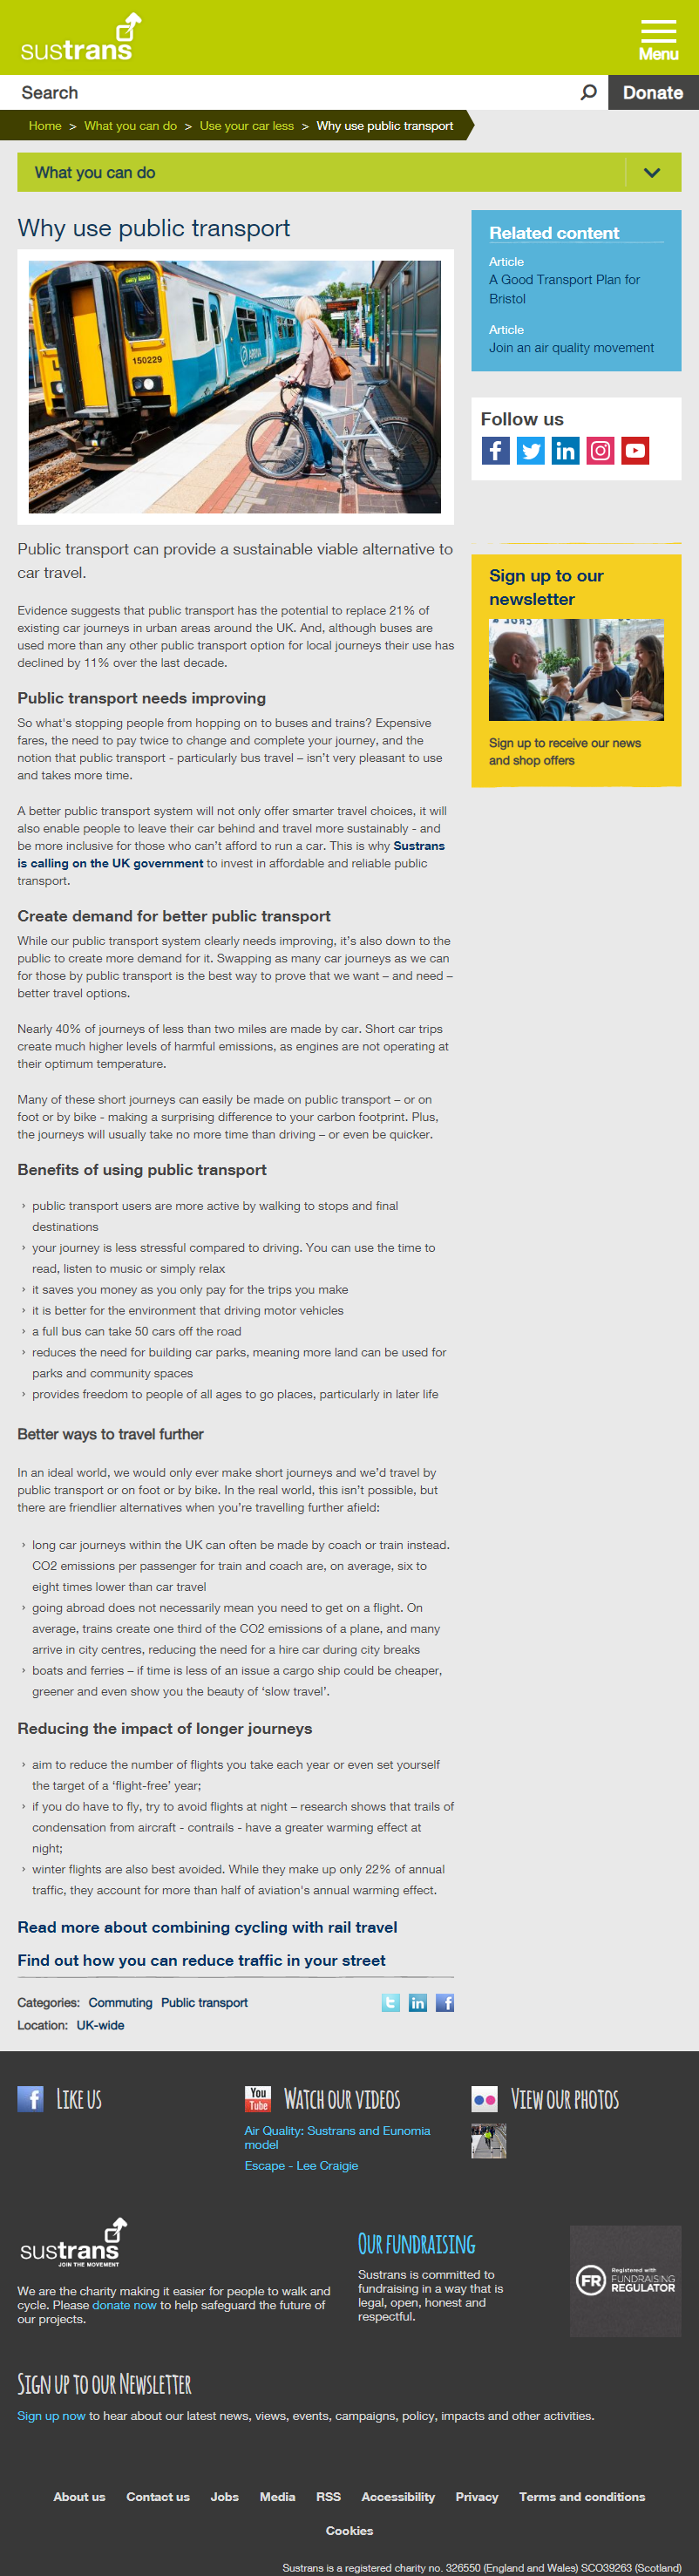 sustrans
Menu
Search
Donate
Home > What you can do > Use your car less > Why use public transport
What you can do
Why use public transport
150229
ARRIVA
Public transport can provide a sustainable viable alternative to
car travel.
Evidence suggests that public transport has the potential to replace 21% of
existing car journeys in urban areas around the UK. And, although buses are
used more than any other public transport option for local journeys their use has
declined by 11% over the last decade.
Public transport needs improving
So what's stopping people from hopping on to buses and trains? Expensive
fares, the need to pay twice to change and complete your journey, and the
notion that public transport - particularly bus travel – isn't very pleasant to use
and takes more time.
A better public transport system will not only offer smarter travel choices, it will
also enable people to leave their car behind and travel more sustainably - and
be more inclusive for those who can't afford to run a car. This is why Sustrans
is calling on the UK government to invest in affordable and reliable public
transport.
Create demand for better public transport
While our public transport system clearly needs improving, it's also down to the
public to create more demand for it. Swapping as many car journeys as we can
for those by public transport is the best way to prove that we want – and need –
better travel options.
Nearly 40% of journeys of less than two miles are made by car. Short car trips
create much higher levels of harmful emissions, as engines are not operating at
their optimum temperature.
Many of these short journeys can easily be made on public transport – or on
foot or by bike - making a surprising difference to your carbon footprint. Plus,
the journeys will usually take no more time than driving – or even be quicker.
Benefits of using public transport
› public transport users are more active by walking to stops and final
destinations
› your journey is less stressful compared to driving. You can use the time to
read, listen to music or simply relax
› it saves you money as you only pay for the trips you make
› it is better for the environment that driving motor vehicles
› a full bus can take 50 cars off the road
› reduces the need for building car parks, meaning more land can be used for
parks and community spaces
› provides freedom to people of all ages to go places, particularly in later life
Better ways to travel further
In an ideal world, we would only ever make short journeys and we'd travel by
public transport or on foot or by bike. In the real world, this isn't possible, but
there are friendlier alternatives when you're travelling further afield:
› long car journeys within the UK can often be made by coach or train instead.
CO2 emissions per passenger for train and coach are, on average, six to
eight times lower than car travel
› going abroad does not necessarily mean you need to get on a flight. On
average, trains create one third of the CO2 emissions of a plane, and many
arrive in city centres, reducing the need for a hire car during city breaks
› boats and ferries – if time is less of an issue a cargo ship could be cheaper,
greener and even show you the beauty of 'slow travel'.
Reducing the impact of longer journeys
› aim to reduce the number of flights you take each year or even set yourself
the target of a 'flight-free' year;
› if you do have to fly, try to avoid flights at night – research shows that trails of
condensation from aircraft - contrails - have a greater warming effect at
night;
› winter flights are also best avoided. While they make up only 22% of annual
traffic, they account for more than half of aviation's annual warming effect.
Read more about combining cycling with rail travel
Find out how you can reduce traffic in your street
Categories: Commuting Public transport
Location: UK-wide
Related content
Article
A Good Transport Plan for
Bristol
Article
Join an air quality movement
Follow us
Sign up to our
newsletter
Sign up to receive our news
and shop offers
Like us
You Tube
Watch our videos
Air Quality: Sustrans and Eunomia
model
Escape - Lee Craigie
View our photos
sustrans
JOIN THE MOVEMENT
We are the charity making it easier for people to walk and
cycle. Please donate now to help safeguard the future of
our projects.
Our fundraising
Sustrans is committed to
fundraising in a way that is
legal, open, honest and
respectful.
FR
Registered with
FUNDRAISING
REGULATOR
Sign up to our Newsletter
Sign up now to hear about our latest news, views, events, campaigns, policy, impacts and other activities.
About us Contact us Jobs Media RSS Accessibility Privacy Terms and conditions
Cookies
Sustrans is a registered charity no. 326550 (England and Wales) SCO39263 (Scotland)